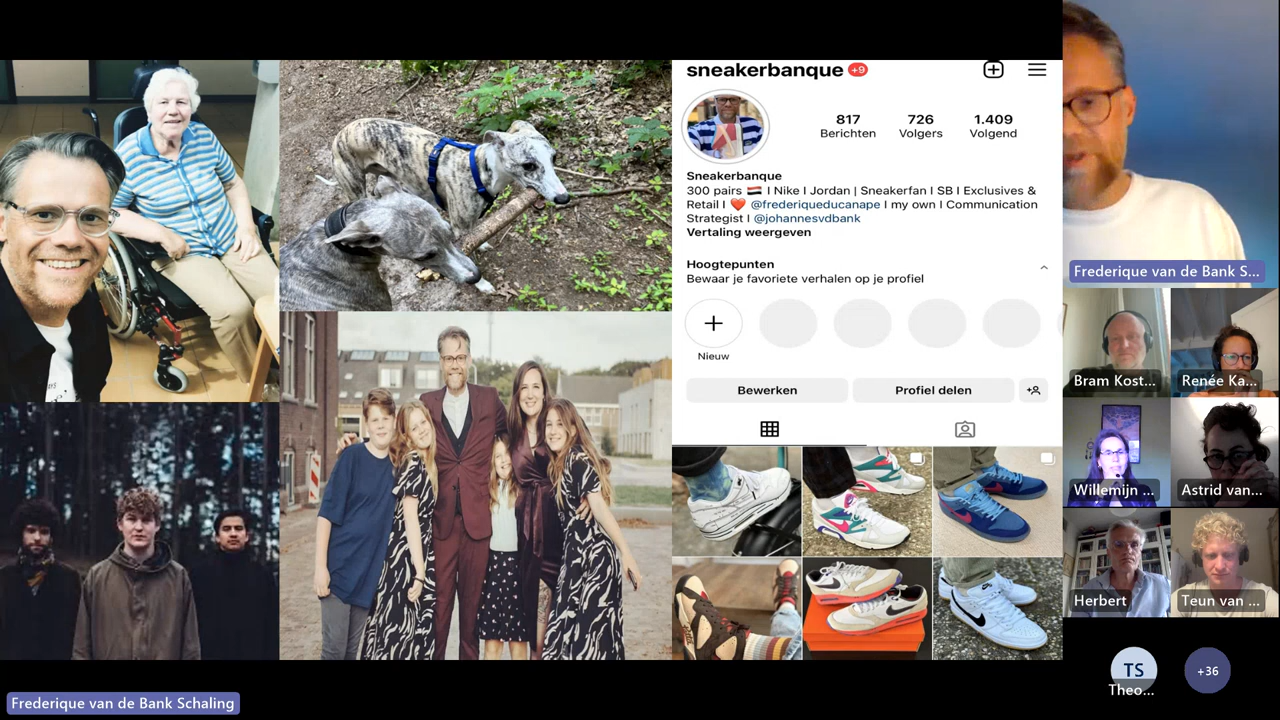 sneakerbanque +9
817
Berichten
726
Volgers
1.409
Volgend
Sneakerbanque
300 pairs 🇳🇱 I Nike I Jordan | Sneakerfan I SB I Exclusives &
Retail I ❤️ @frederiqueducanape I my own I Communication
Strategist I @johannesvdbank
Vertaling weergeven
Hoogtepunten
Bewaar je favoriete verhalen op je profiel
Nieuw
Bewerken
Profiel delen
Frederique van de Bank S...
Bram Kost...
Renée Ka...
Willemijn ...
Astrid van...
Herbert
Teun van ...
TS
Theo...
+36
Frederique van de Bank Schaling